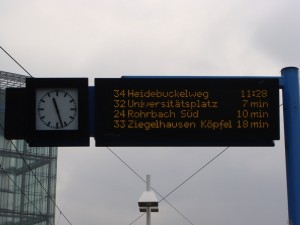 34 Heidebuckelweg 11:28
32 Universitätsplatz 7 min
24 Rohrbach Süd 10 min
33 Ziegelhausen Köpfel 18 min